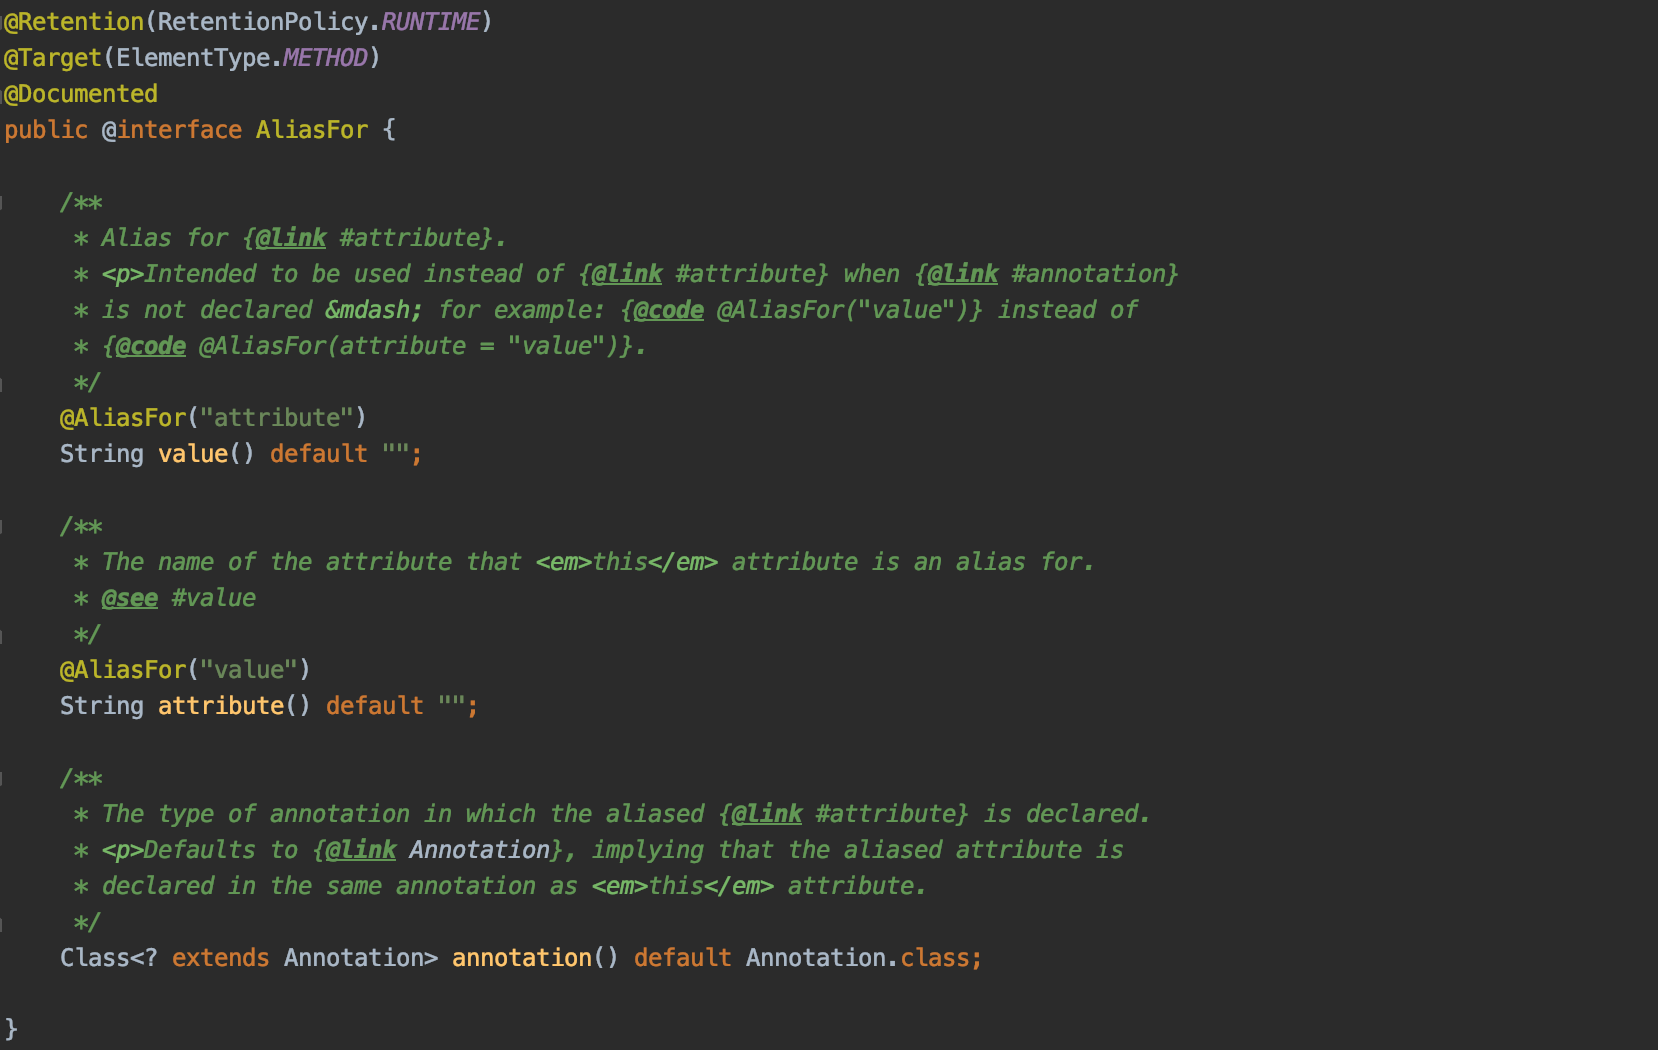 @Retention(RetentionPolicy.RUNTIME)
@Target(ElementType.METHOD)
@Documented
public @interface AliasFor {
/**
* Alias for {@link #attribute}.
* <p>Intended to be used instead of {@link #attribute} when {@link #annotation}
* is not declared &mdash; for example: {@code @AliasFor("value")} instead of
* {@code @AliasFor(attribute = "value")}.
*/
@AliasFor("attribute")
String value() default "";
/**
* The name of the attribute that <em>this</em> attribute is an alias for.
* @see #value
*/
@AliasFor("value")
String attribute() default "";
/**
* The type of annotation in which the aliased {@link #attribute} is declared.
* <p>Defaults to {@link Annotation}, implying that the aliased attribute is
* declared in the same annotation as <em>this</em> attribute.
*/
Class<? extends Annotation> annotation() default Annotation.class;
}